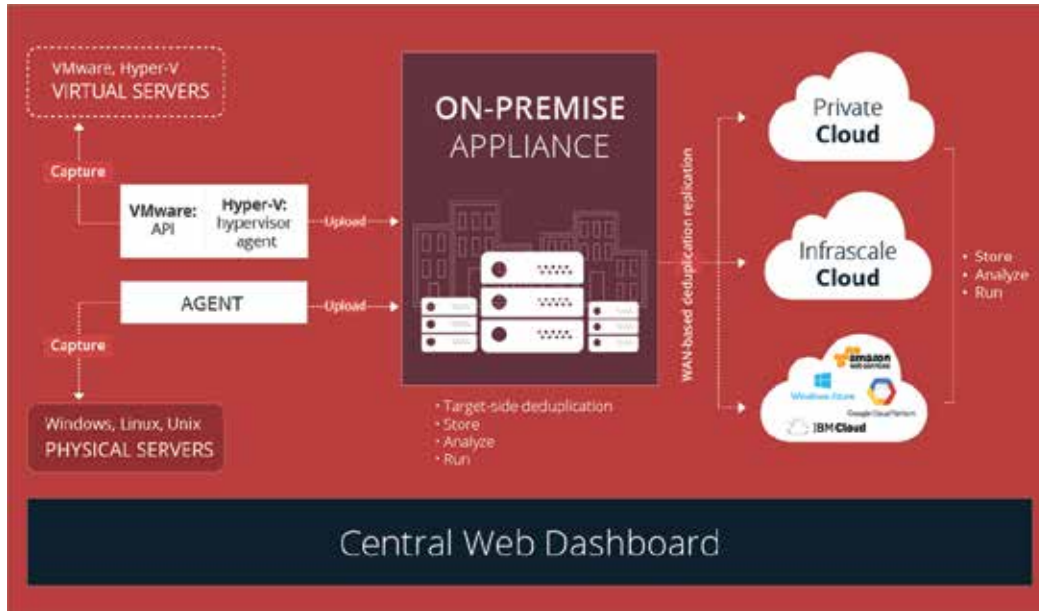 VMware, Hyper-V
VIRTUAL SERVERS
Capture
VMware:
API
Hyper-V:
hypervisor
agent
Upload
AGENT
Upload
Capture
Windows, Linux, Unix
PHYSICAL SERVERS
ON-PREMISE
APPLIANCE
• Target-side deduplication
• Store
• Analyze
• Run
WAN-based deduplication replication
Private
Cloud
Infrascale
Cloud
amazon
web services
Windows Azure
Google Cloud Platform
IBM Cloud
• Store
• Analyze
• Run
Central Web Dashboard